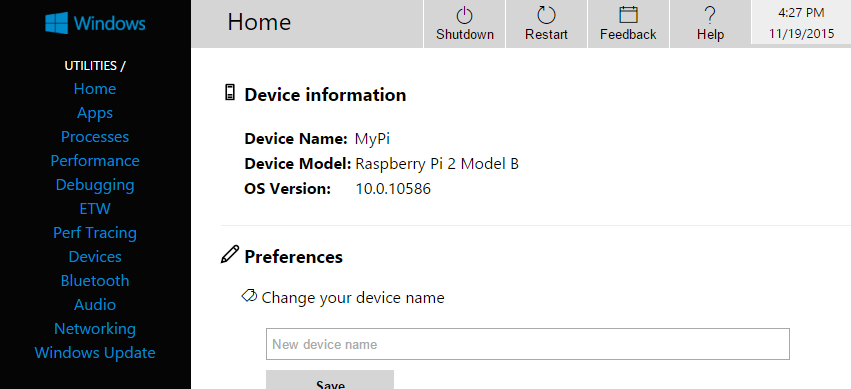 Windows
UTILITIES /
Home
Apps
Processes
Performance
Debugging
ETW
Perf Tracing
Devices
Bluetooth
Audio
Networking
Windows Update
Home
Shutdown
Restart
Feedback
Help
4:27 PM
11/19/2015
Device information
Device Name: MyPi
Device Model: Raspberry Pi 2 Model B
OS Version: 10.0.10586
Preferences
Change your device name
New device name
Save